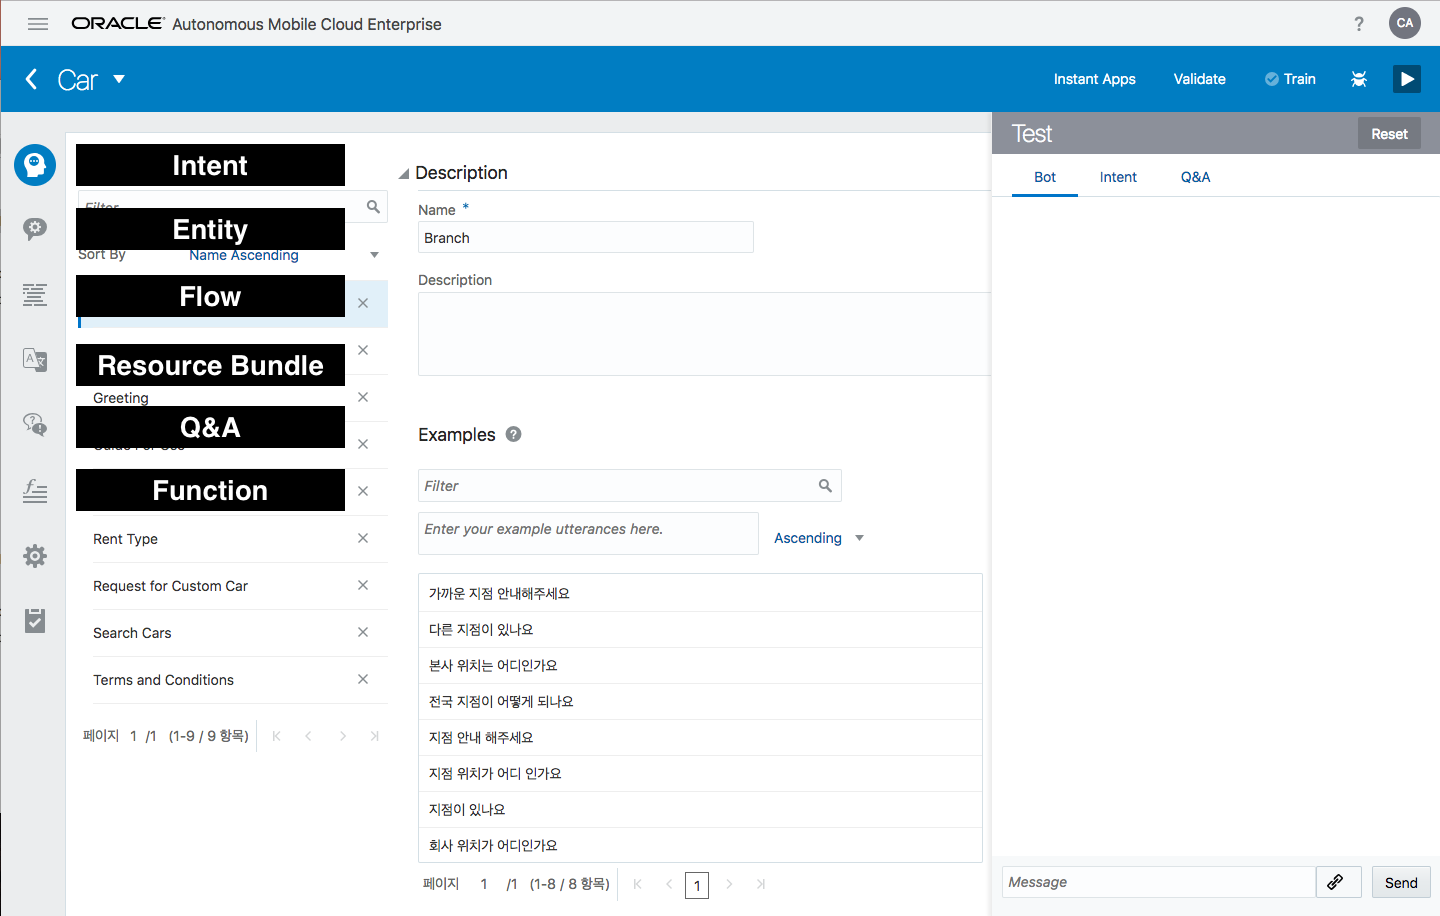 ORACLE Autonomous Mobile Cloud Enterprise
? CA
Car
Instant Apps Validate Train
Intent
Filter
Entity
Sort By Name Ascending
Flow
Resource Bundle
Greeting
Q&A
Function
Rent Type
Request for Custom Car
Search Cars
Terms and Conditions
페이지 1 /1 (1-9 / 9 항목)
Description
Name *
Branch
Description
Examples ?
Filter
Enter your example utterances here.
Ascending
가까운 지점 안내해주세요
다른 지점이 있나요
본사 위치는 어디인가요
전국 지점이 어떻게 되나요
지점 안내 해주세요
지점 위치가 어디 인가요
지점이 있나요
회사 위치가 어디인가요
페이지 1 /1 (1-8 / 8 항목) 1
Test Reset
Bot Intent Q&A
Message Send